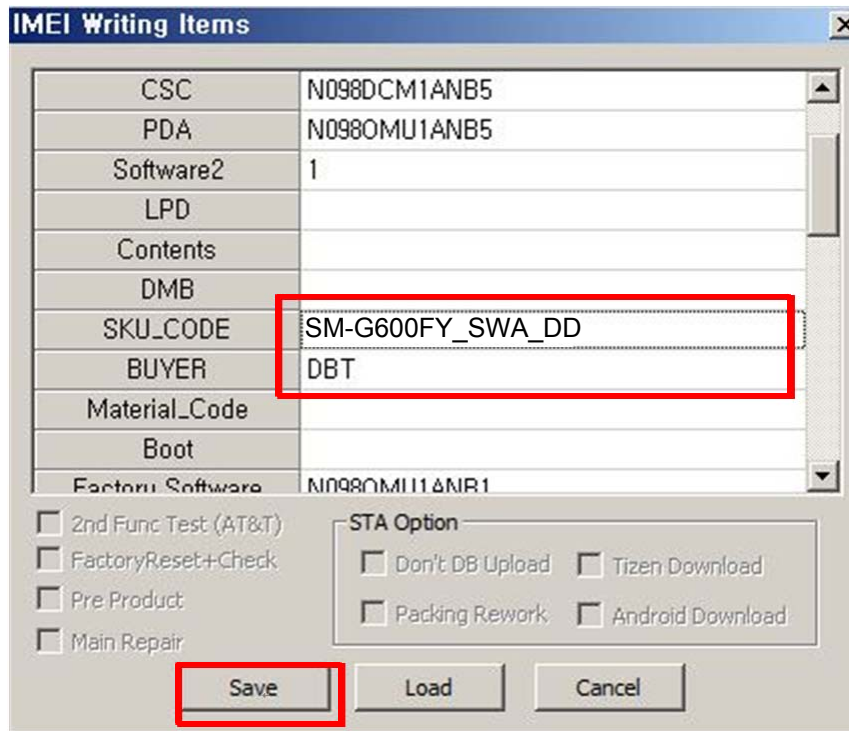 IMEI Writing Items
CSC N098DCM1ANB5
PDA N098OMU1ANB5
Software2 1
LPD
Contents
DMB
SKU_CODE SM-G600FY_SWA_DD
BUYER DBT
Material_Code
Boot
Factory Software N098OMU1ANB1
2nd Func Test (AT&T)
FactoryReset+Check
Pre Product
Main Repair
STA Option
Don't DB Upload Tizen Download
Packing Rework Android Download
Save Load Cancel